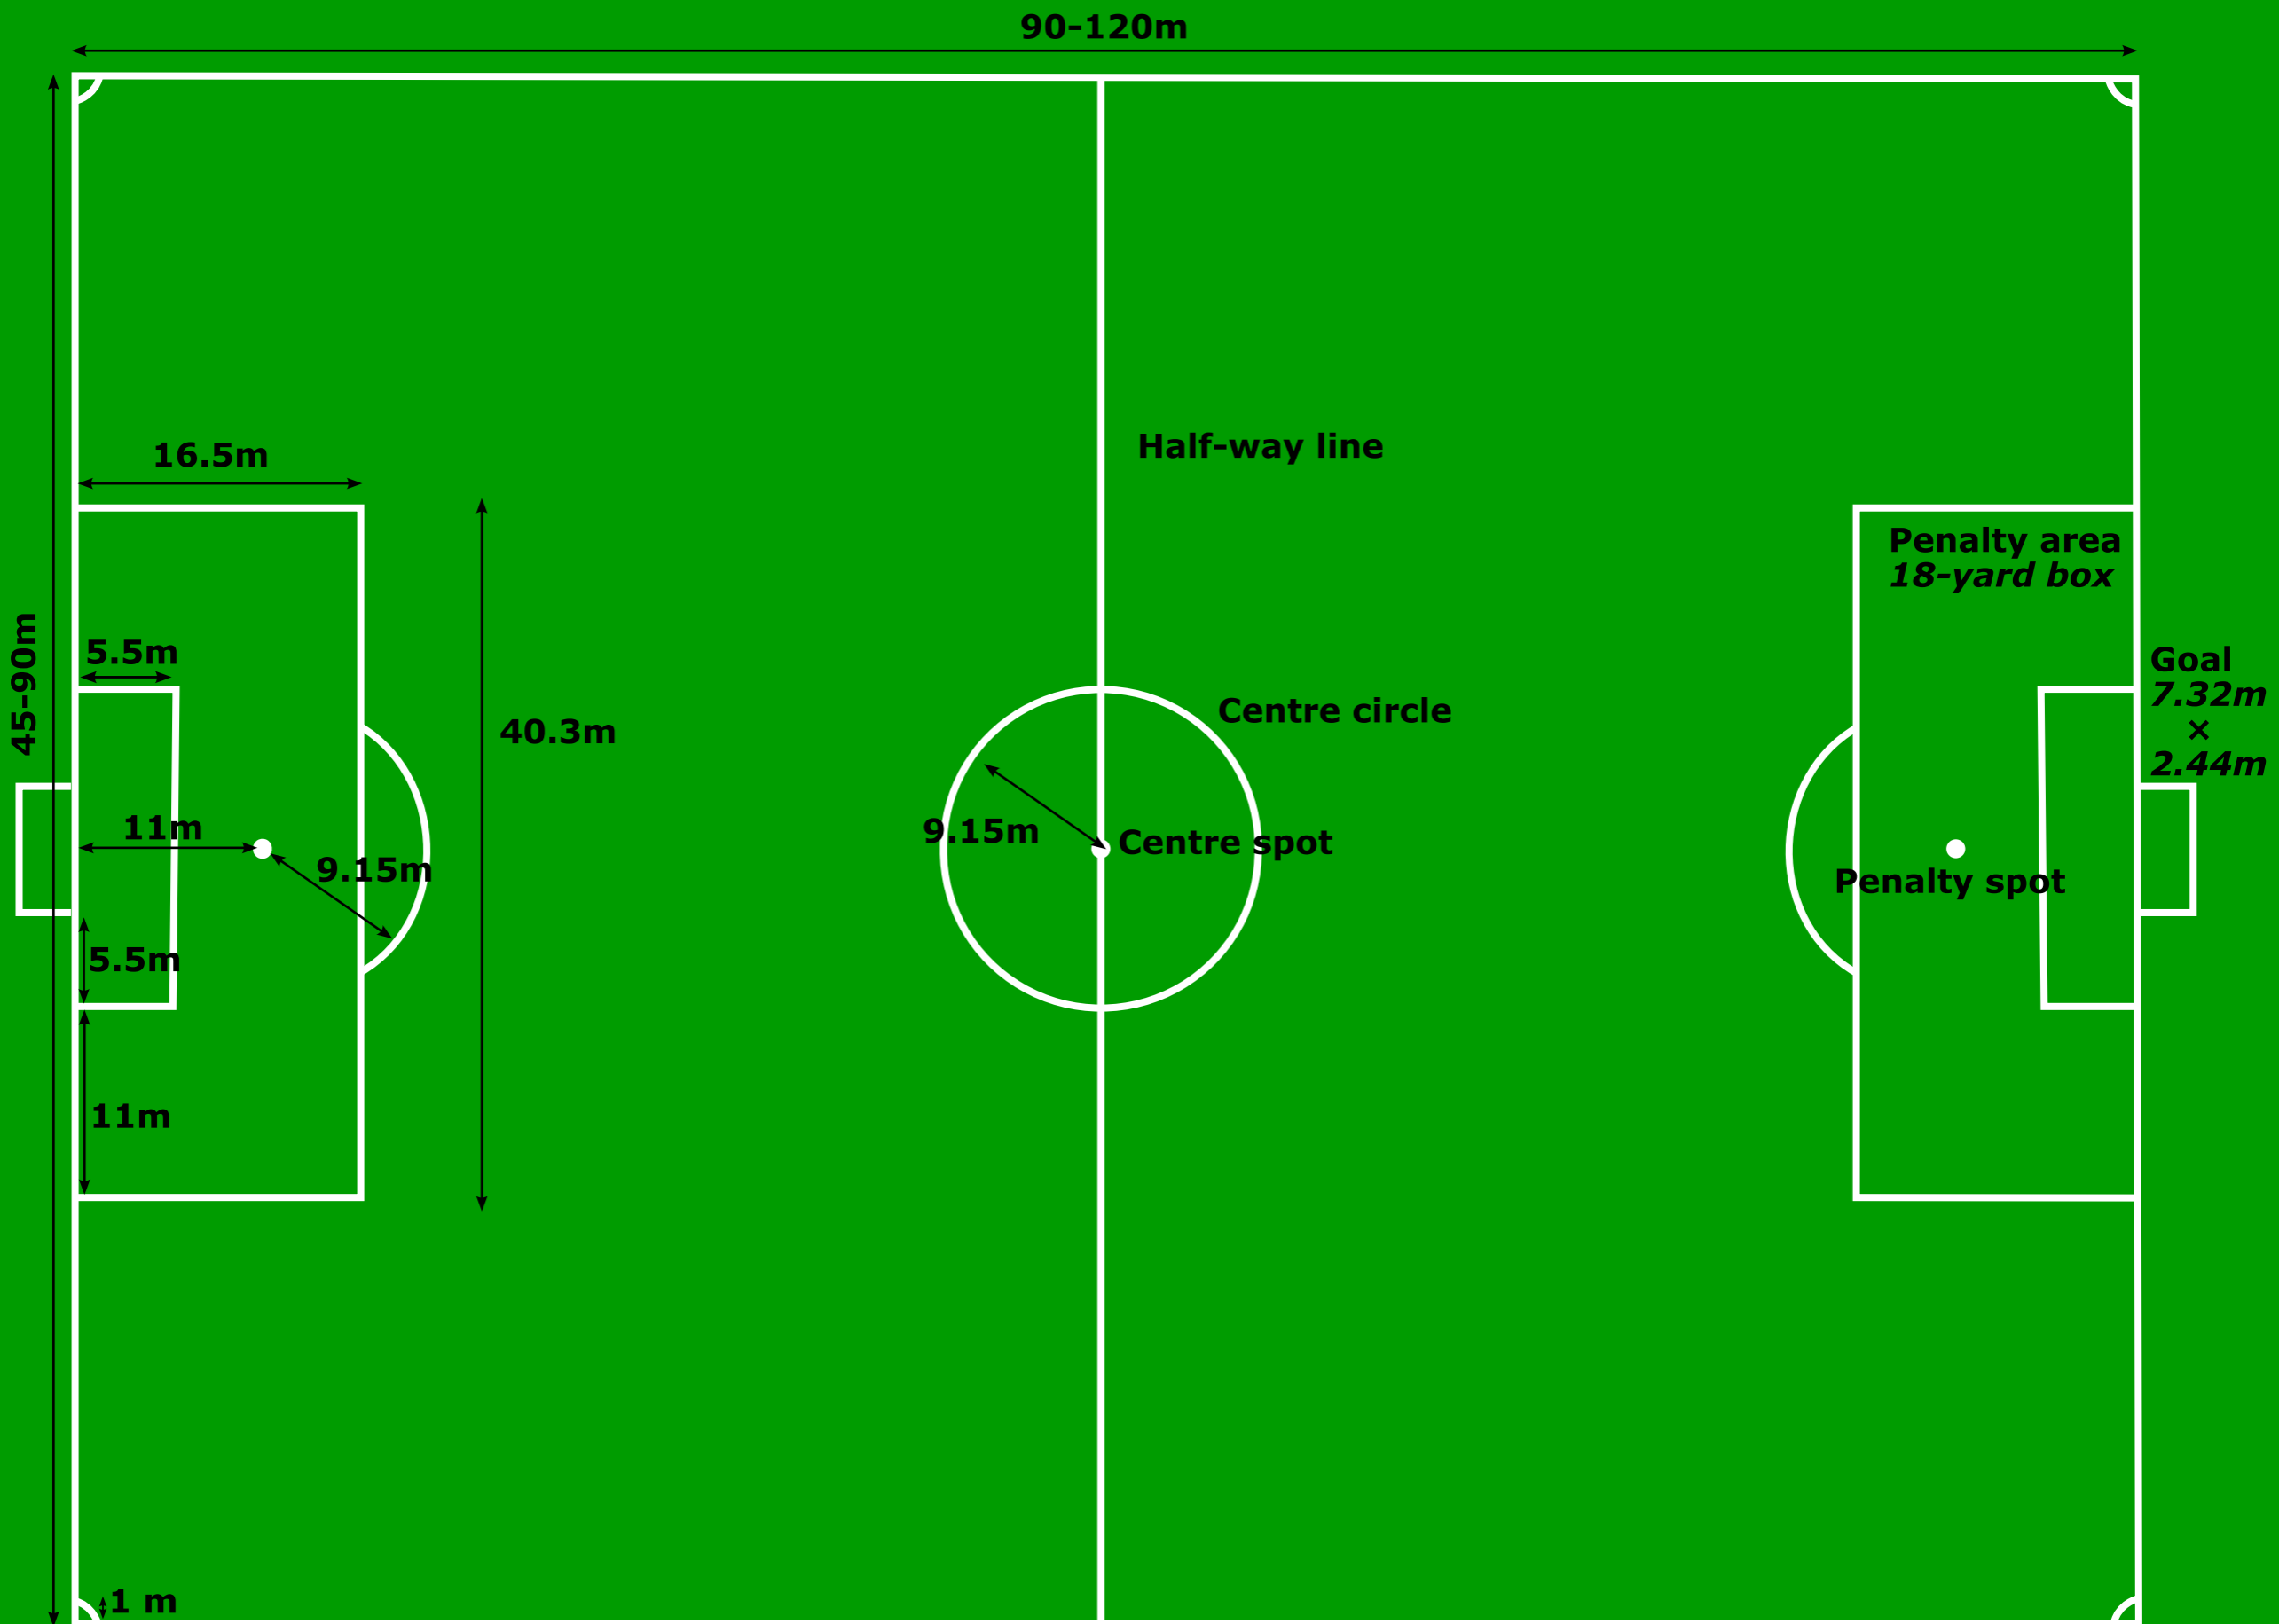 90-120m
Half-way line
16.5m
Penalty area
18-yard box
45-90m
5.5m
Goal
7.32m
×
2.44m
40.3m
Centre circle
11m
9.15m
9.15m
Centre spot
Penalty spot
5.5m
11m
1 m